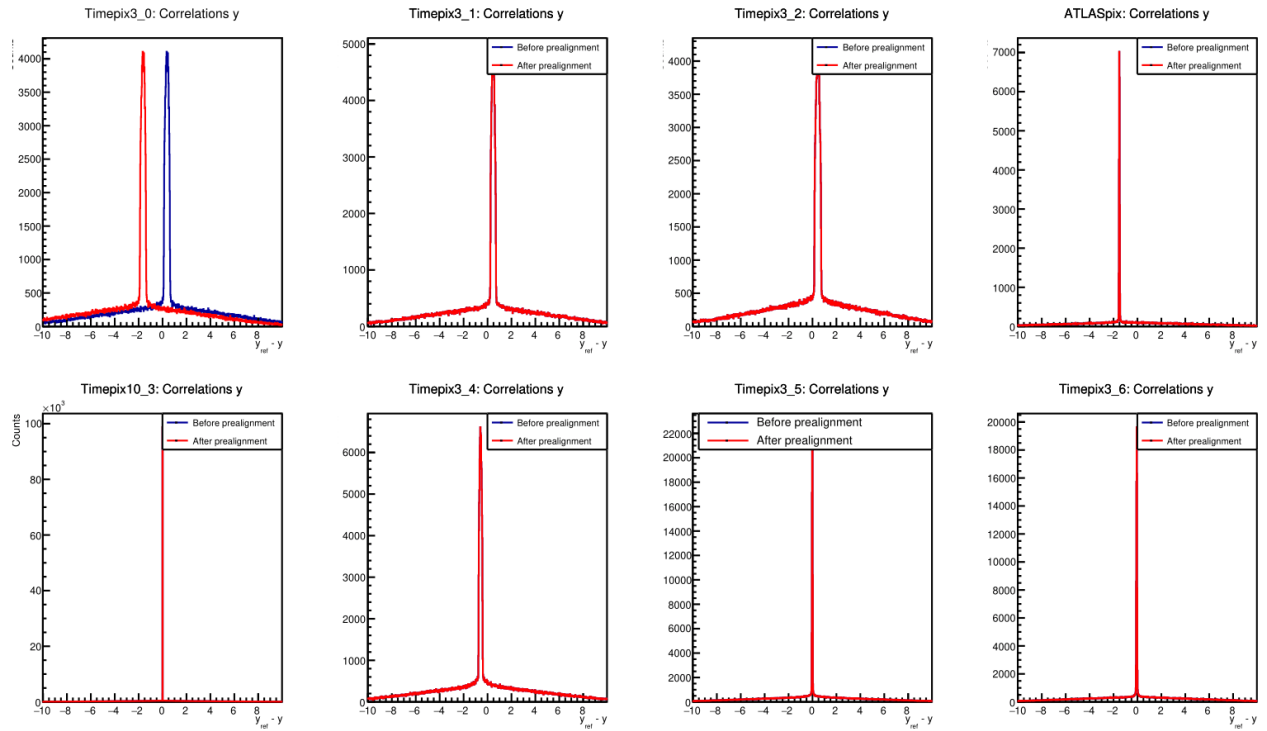 Timepix3_0: Correlations y
Timepix3_1: Correlations y
Timepix3_2: Correlations y
ATLASpix: Correlations y
4000
3500
3000
2500
2000
1500
1000
500
0
−10 −8 −6 −4 −2 0 2 4 6 8
y_ref - y
Before prealignment
After prealignment
5000
4000
3000
2000
1000
0
−10 −8 −6 −4 −2 0 2 4 6 8
y_ref - y
Before prealignment
After prealignment
4000
3500
3000
2500
2000
1500
1000
500
0
−10 −8 −6 −4 −2 0 2 4 6 8
y_ref - y
Before prealignment
After prealignment
7000
6000
5000
4000
3000
2000
1000
0
−10 −8 −6 −4 −2 0 2 4 6 8
y_ref - y
Timepix10_3: Correlations y
Timepix3_4: Correlations y
Timepix3_5: Correlations y
Timepix3_6: Correlations y
×10^3
Counts
Before prealignment
After prealignment
100
80
60
40
20
0
−10 −8 −6 −4 −2 0 2 4 6 8
y_ref - y
Before prealignment
After prealignment
6000
5000
4000
3000
2000
1000
0
−10 −8 −6 −4 −2 0 2 4 6 8
y_ref - y
Before prealignment
After prealignment
22000
20000
18000
16000
14000
12000
10000
8000
6000
4000
2000
0
−10 −8 −6 −4 −2 0 2 4 6 8
y_ref - y
Before prealignment
After prealignment
20000
18000
16000
14000
12000
10000
8000
6000
4000
2000
0
−10 −8 −6 −4 −2 0 2 4 6 8
y_ref - y